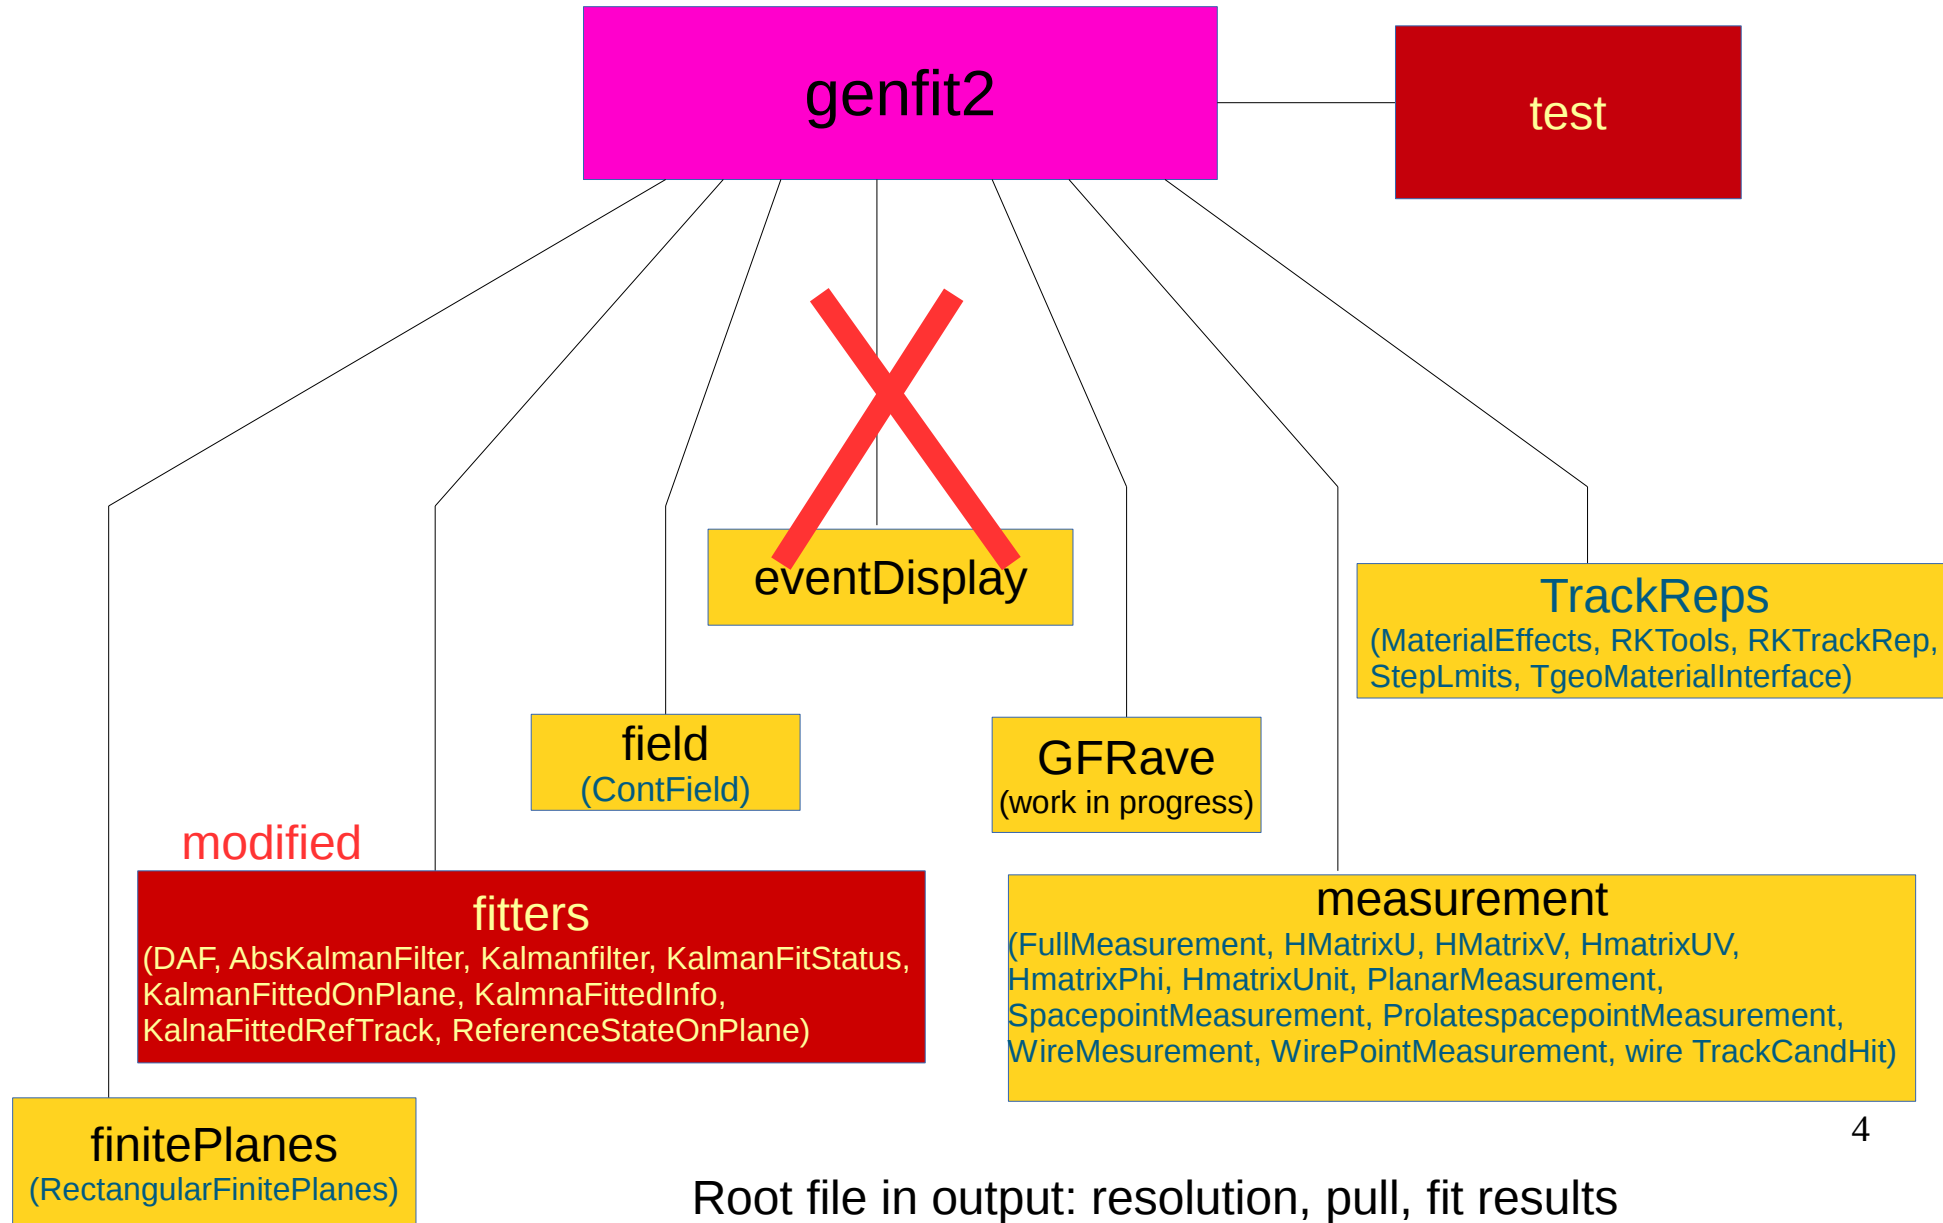 genfit2
test
eventDisplay
TrackReps
(MaterialEffects, RKTools, RKTrackRep,
StepLmits, TgeoMaterialInterface)
field
(ContField)
GFRave
(work in progress)
modified
fitters
(DAF, AbsKalmanFilter, Kalmanfilter, KalmanFitStatus,
KalmanFittedOnPlane, KalmnaFittedInfo,
KalnaFittedRefTrack, ReferenceStateOnPlane)
measurement
(FullMeasurement, HMatrixU, HMatrixV, HmatrixUV,
HmatrixPhi, HmatrixUnit, PlanarMeasurement,
SpacepointMeasurement, ProlatespacepointMeasurement,
WireMesurement, WirePointMeasurement, wire TrackCandHit)
finitePlanes
(RectangularFinitePlanes)
4
Root file in output: resolution, pull, fit results